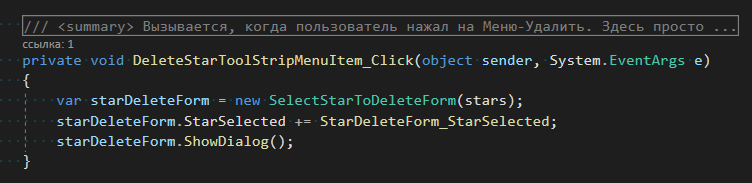 /// <summary> Вызывается, когда пользователь нажал на Меню-Удалить. Здесь просто ...
ссылка: 1
private void DeleteStarToolStripMenuItem_Click(object sender, System.EventArgs e)
{
var starDeleteForm = new SelectStarToDeleteForm(stars);
starDeleteForm.StarSelected += StarDeleteForm_StarSelected;
starDeleteForm.ShowDialog();
}